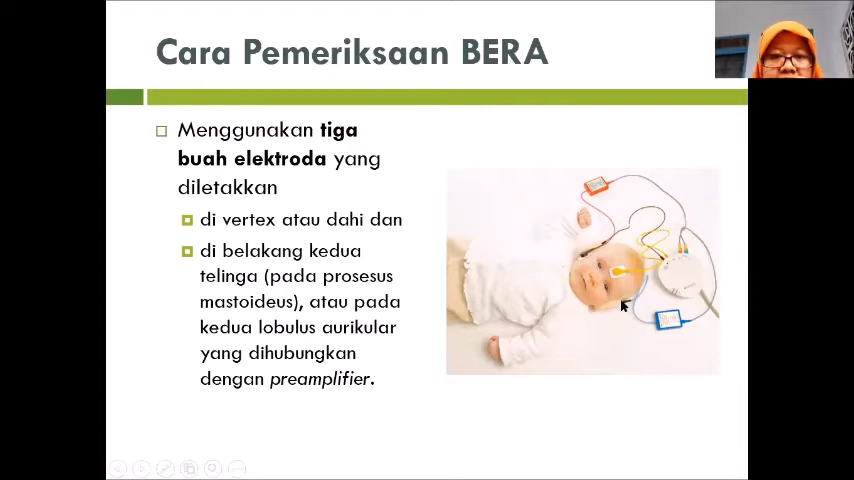 Cara Pemeriksaan BERA
Menggunakan tiga
buah elektroda yang
diletakkan
di vertex atau dahi dan
di belakang kedua
telinga (pada prosesus
mastoideus), atau pada
kedua lobulus aurikular
yang dihubungkan
dengan preamplifier.